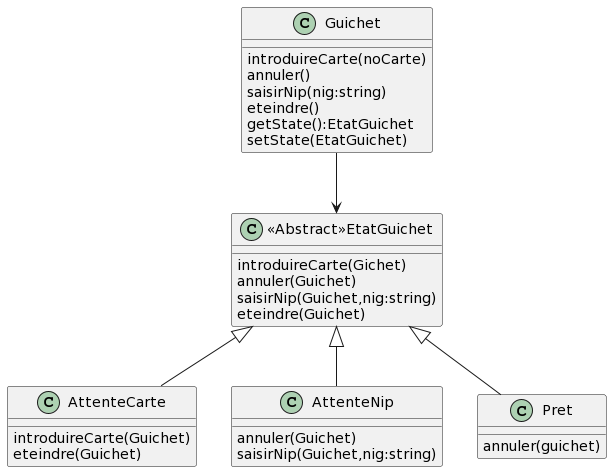 C Guichet
introduireCarte(noCarte)
annuler()
saisirNip(nig:string)
eteindre()
getState():EtatGuichet
setState(EtatGuichet)
C «Abstract»EtatGuichet
introduireCarte(Gichet)
annuler(Guichet)
saisirNip(Guichet,nig:string)
eteindre(Guichet)
C AttenteCarte
introduireCarte(Guichet)
eteindre(Guichet)
C AttenteNip
annuler(Guichet)
saisirNip(Guichet,nig:string)
C Pret
annuler(guichet)